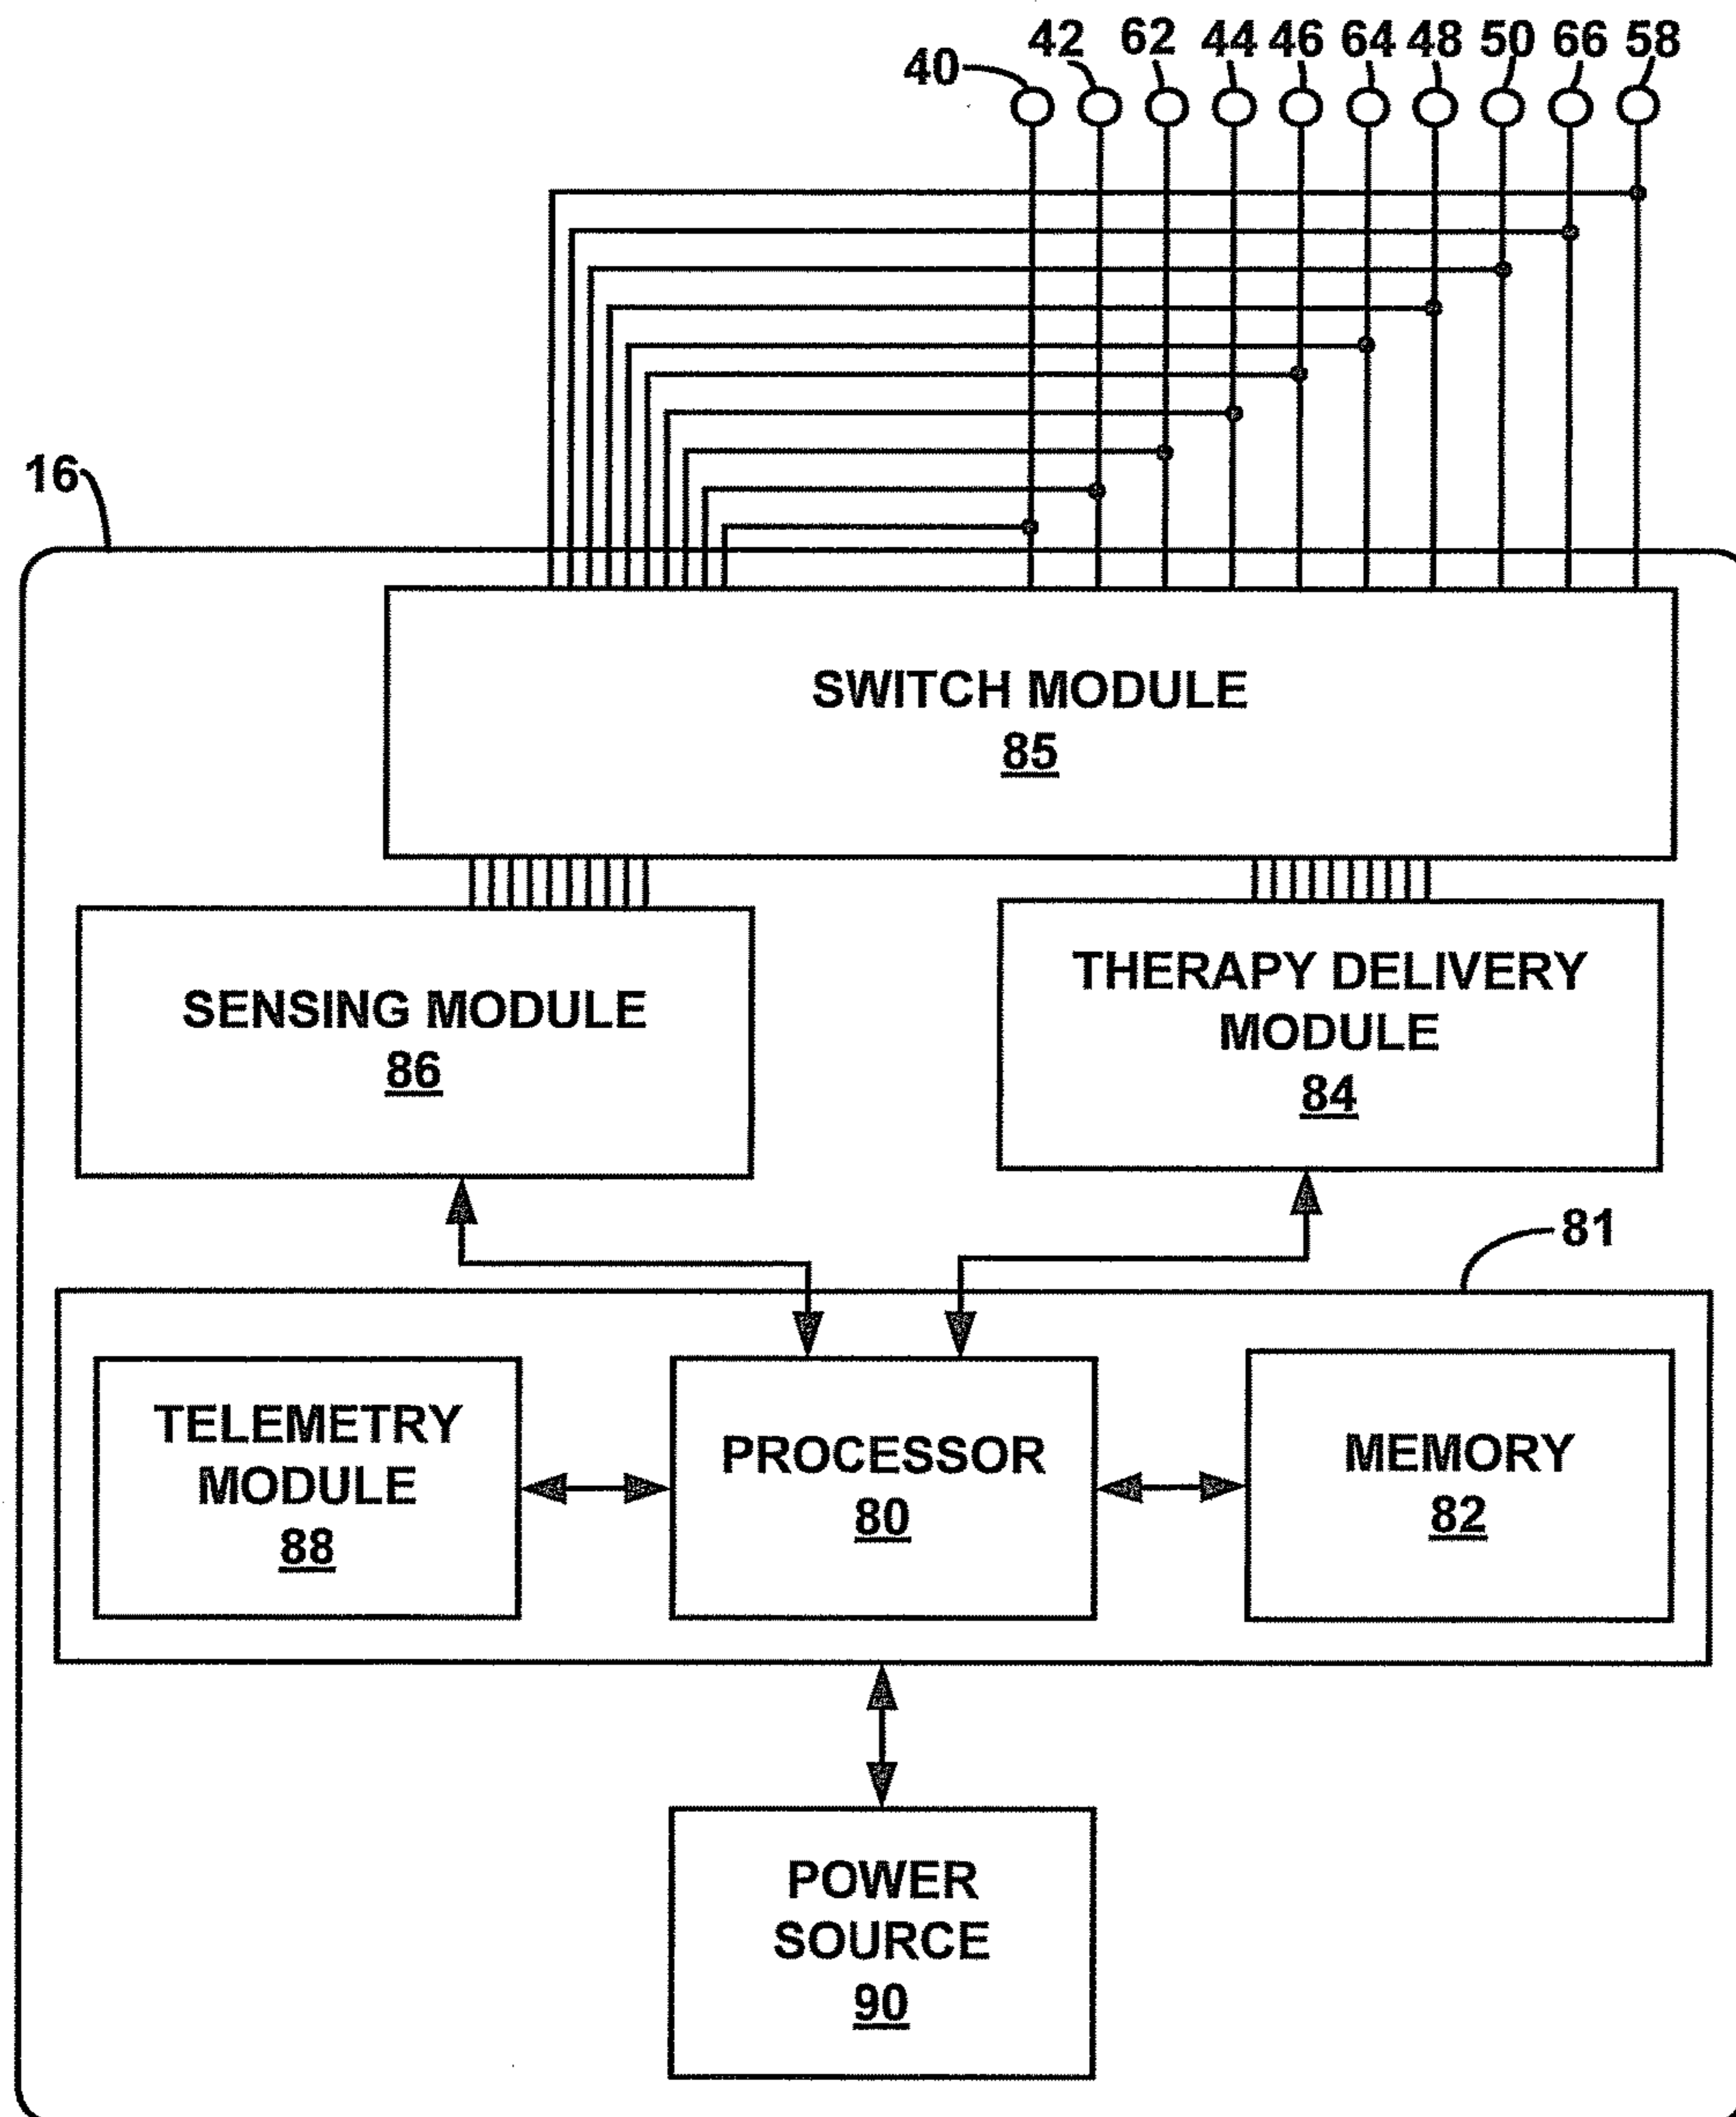 40 42 62 44 46 64 48 50 66 58
16
SWITCH MODULE
85
SENSING MODULE
86
THERAPY DELIVERY
MODULE
84
81
TELEMETRY
MODULE
88
PROCESSOR
80
MEMORY
82
POWER
SOURCE
90